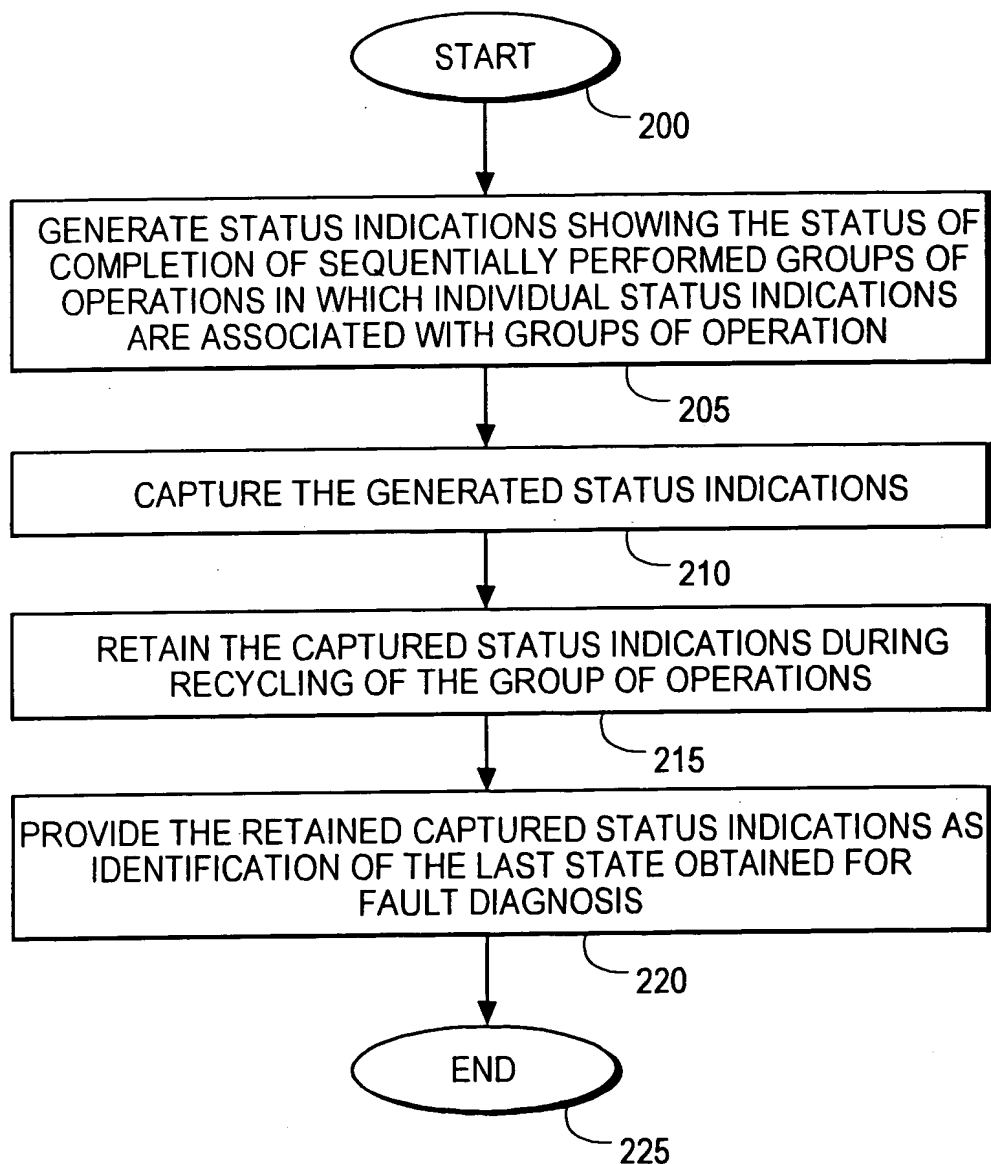 START
200
GENERATE STATUS INDICATIONS SHOWING THE STATUS OF
COMPLETION OF SEQUENTIALLY PERFORMED GROUPS OF
OPERATIONS IN WHICH INDIVIDUAL STATUS INDICATIONS
ARE ASSOCIATED WITH GROUPS OF OPERATION
205
CAPTURE THE GENERATED STATUS INDICATIONS
210
RETAIN THE CAPTURED STATUS INDICATIONS DURING
RECYCLING OF THE GROUP OF OPERATIONS
215
PROVIDE THE RETAINED CAPTURED STATUS INDICATIONS AS
IDENTIFICATION OF THE LAST STATE OBTAINED FOR
FAULT DIAGNOSIS
220
END
225